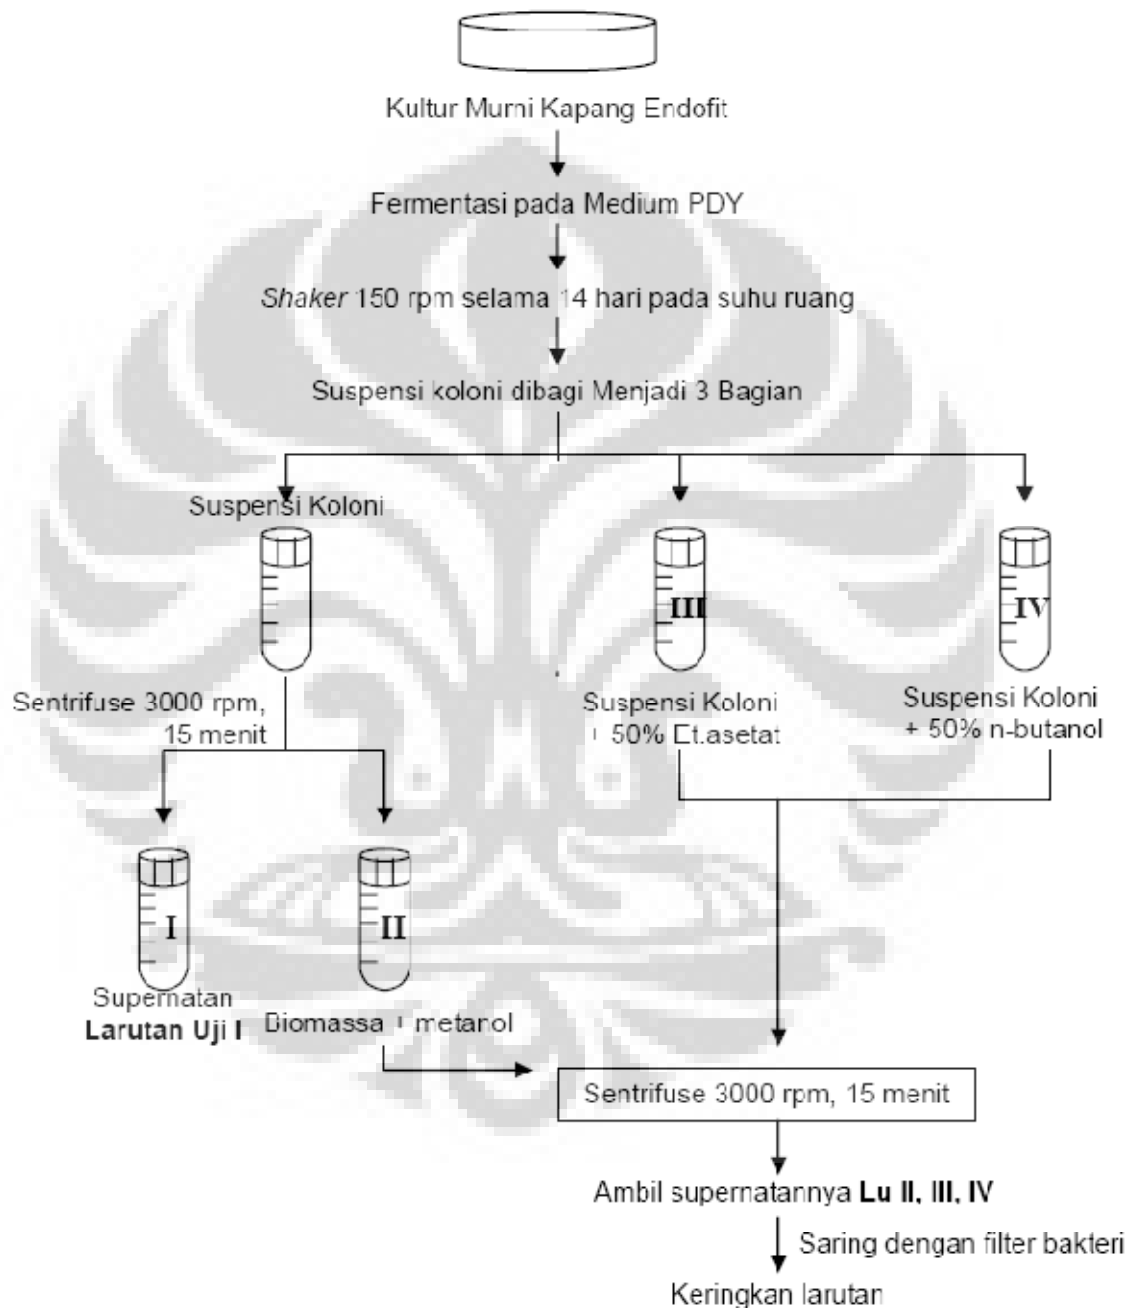 Kultur Murni Kapang Endofit
Fermentasi pada Medium PDY
Shaker 150 rpm selama 14 hari pada suhu ruang
Suspensi koloni dibagi Menjadi 3 Bagian
Suspensi Koloni
III
IV
Sentrifuse 3000 rpm,
15 menit
Suspensi Koloni
+ 50% Et.asetat
Suspensi Koloni
+ 50% n-butanol
I
II
Supernatan
Larutan Uji I
Biomassa + metanol
Sentrifuse 3000 rpm, 15 menit
Ambil supernatannya Lu II, III, IV
Saring dengan filter bakteri
Keringkan larutan